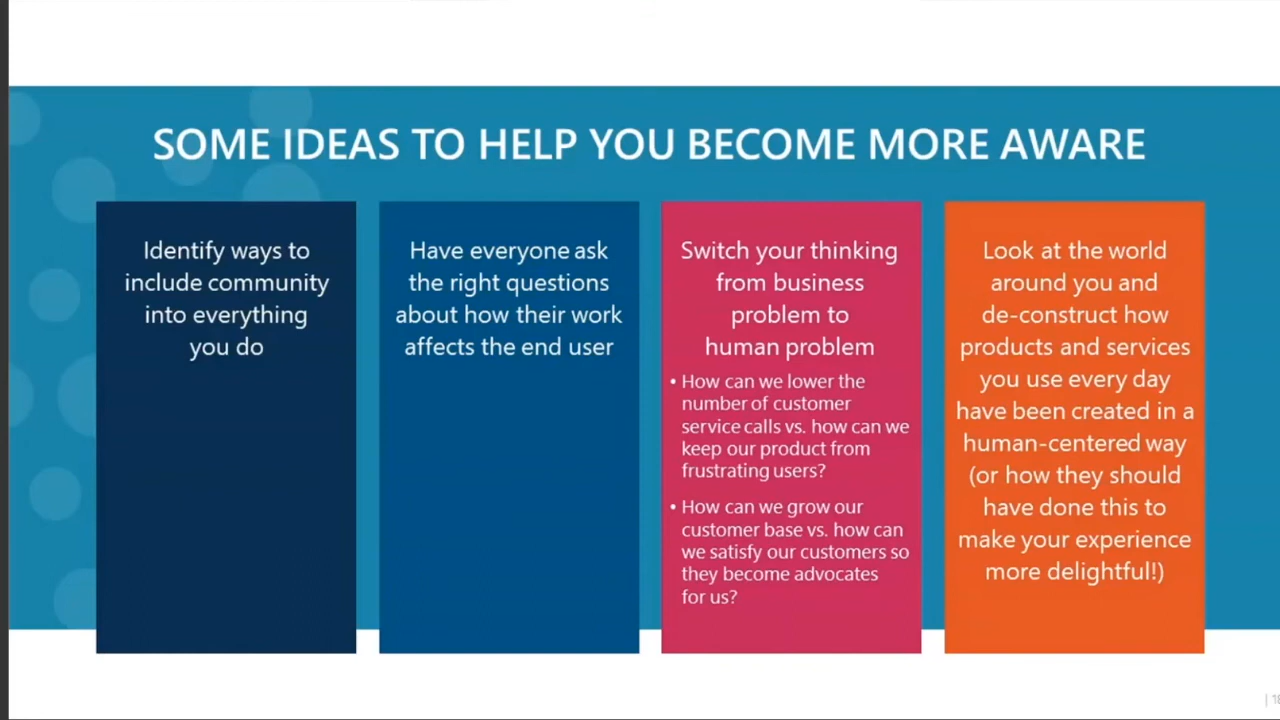 SOME IDEAS TO HELP YOU BECOME MORE AWARE
Identify ways to
include community
into everything
you do
Have everyone ask
the right questions
about how their work
affects the end user
Switch your thinking
from business
problem to
human problem
• How can we lower the
number of customer
service calls vs. how can we
keep our product from
frustrating users?
• How can we grow our
customer base vs. how can
we satisfy our customers so
they become advocates
for us?
Look at the world
around you and
de-construct how
products and services
you use every day
have been created in a
human-centered way
(or how they should
have done this to
make your experience
more delightful!)